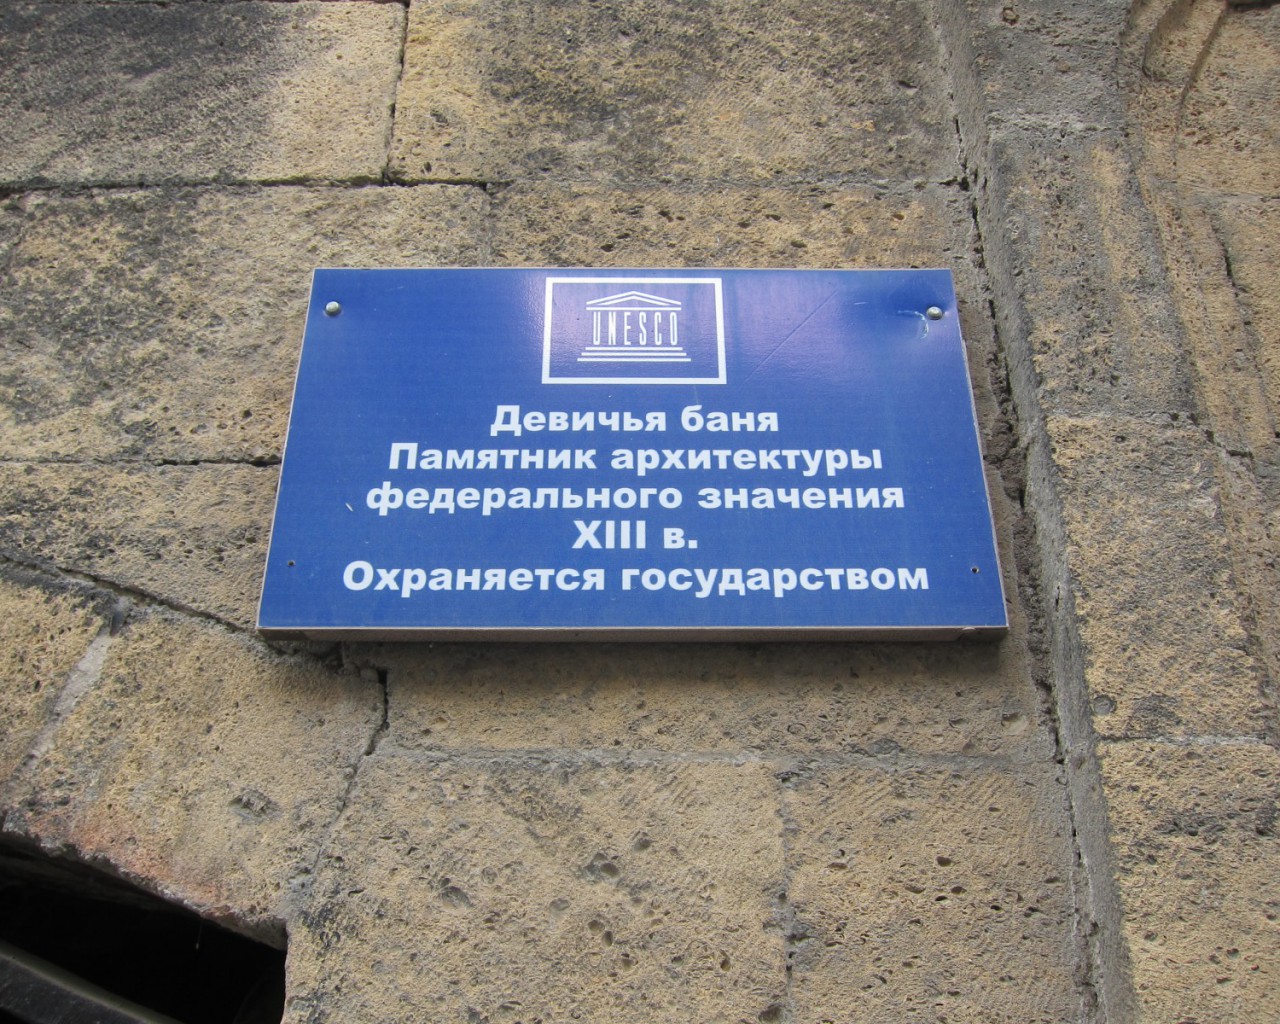 UNESCO
Девичья баня
Памятник архитектуры
федерального значения
XIII в.
Охраняется государством